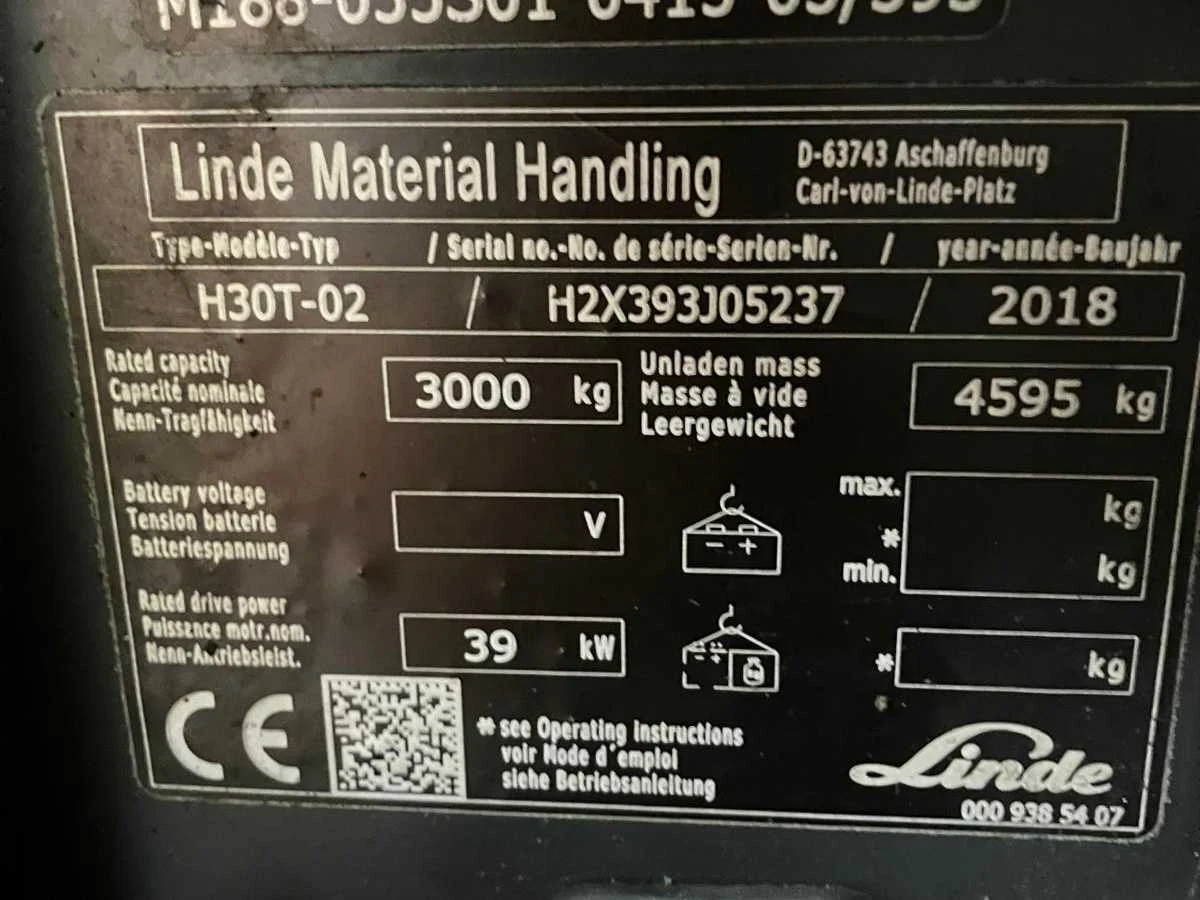 Linde Material Handling
D-63743 Aschaffenburg
Carl-von-Linde-Platz
Type-Modèle-Typ / Serial no.-No. de série-Serien-Nr. / year-année-Baujahr
H30T-02 / H2X393J05237 / 2018
Rated capacity
Capacité nominale
Nenn-Tragfähigkeit
3000 kg
Unladen mass
Masse à vide
Leergewicht
4595 kg
Battery voltage
Tension batterie
Batteriespannung
V
- +
max. kg
*
min. kg
Rated drive power
Puissance motr.nom.
Nenn-Antriebsleist.
39 kW
- +
* kg
CE
* see Operating instructions
voir Mode d'emploi
siehe Betriebsanleitung
Linde
000 938 54 07